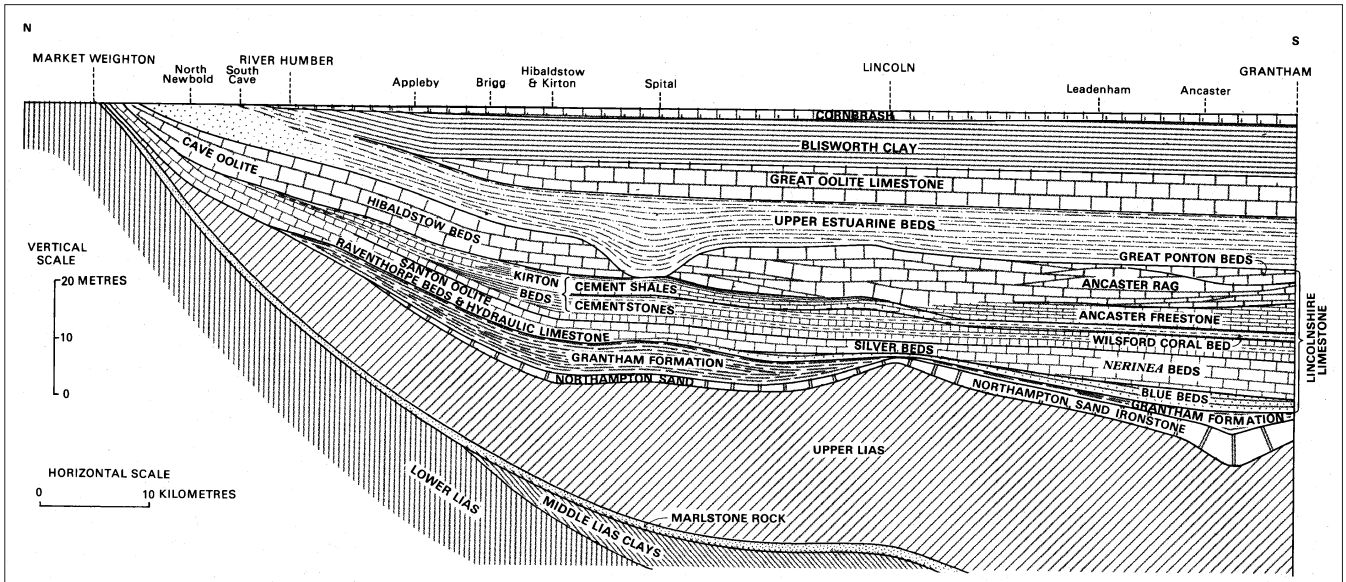 N
S
MARKET WEIGHTON
North
Newbold
South
Cave
RIVER HUMBER
Appleby
Brigg
Hibaldstow
& Kirton
Spital
LINCOLN
Leadenham
Ancaster
GRANTHAM
CORNBRASH
BLISWORTH CLAY
GREAT OOLITE LIMESTONE
UPPER ESTUARINE BEDS
CAVE OOLITE
HIBALDSTOW BEDS
GREAT PONTON BEDS
ANCASTER RAG
KIRTON
BEDS
CEMENT SHALES
CEMENTSTONES
ANCASTER FREESTONE
WILSFORD CORAL BED
SANTON OOLITE
RAVENTHORPE BEDS & HYDRAULIC LIMESTONE
SILVER BEDS
NERINEA BEDS
LINCOLNSHIRE
LIMESTONE
GRANTHAM FORMATION
NORTHAMPTON SAND
BLUE BEDS
GRANTHAM FORMATION
NORTHAMPTON SAND IRONSTONE
VERTICAL
SCALE
20 METRES
10
0
UPPER LIAS
LOWER LIAS
MIDDLE LIAS CLAYS
MARLSTONE ROCK
HORIZONTAL SCALE
0
10 KILOMETRES